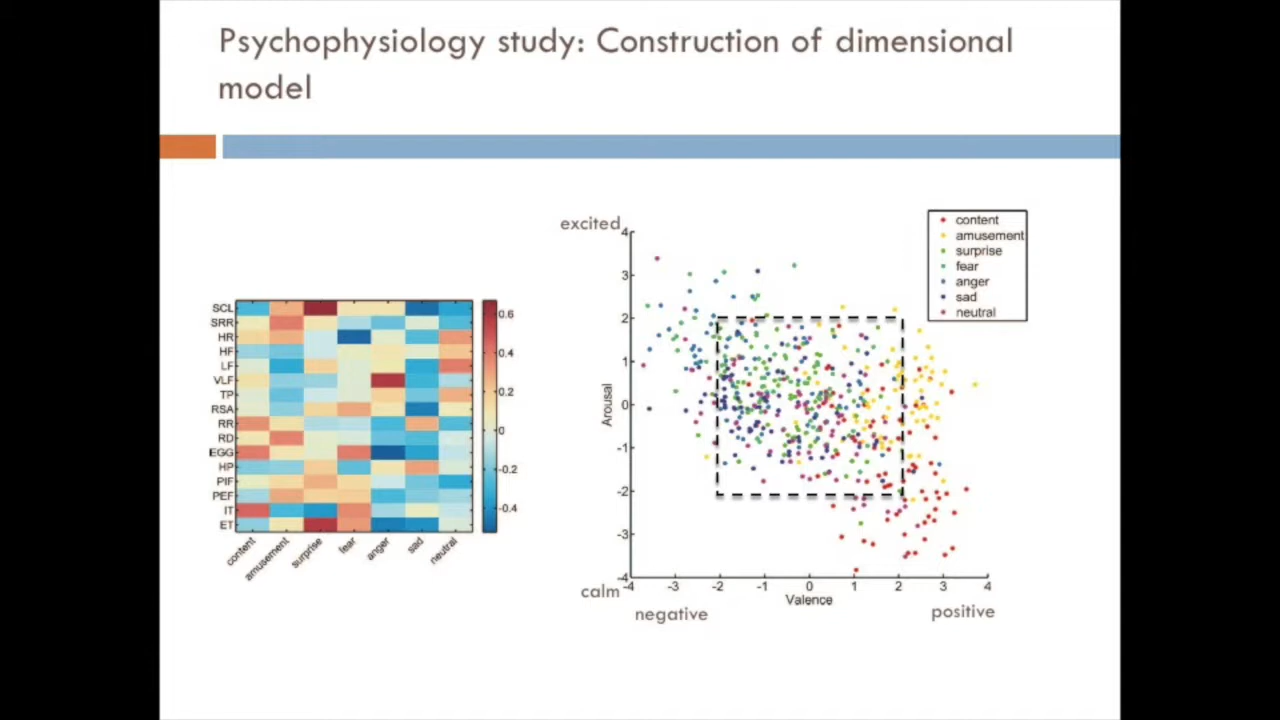 Psychophysiology study: Construction of dimensional
model
SCL
SRR
HR
HF
LF
VLF
TP
RSA
RR
RD
EGG
HP
PIF
PEF
IT
ET
content
amusement
surprise
fear
anger
sad
neutral
0.6
0.4
0.2
0
-0.2
-0.4
excited
4
3
2
1
0
-1
-2
-3
-4
Arousal
calm
-4
-3
-2
-1
0
1
2
3
4
Valence
negative
positive
content
amusement
surprise
fear
anger
sad
neutral